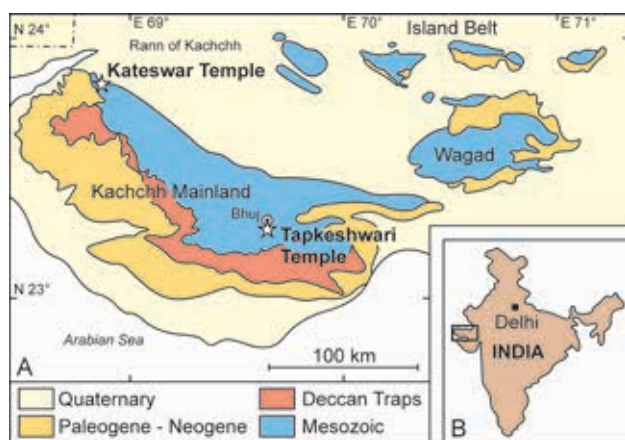 E 69° E 70° E 71°
N 24°
Rann of Kachchh
Island Belt
Kateswar Temple
Wagad
Kachchh Mainland
Bhuj
Tapkeshwari
Temple
N 23°
Delhi
INDIA
Arabian Sea
100 km
A
B
Quaternary
Deccan Traps
Paleogene - Neogene
Mesozoic